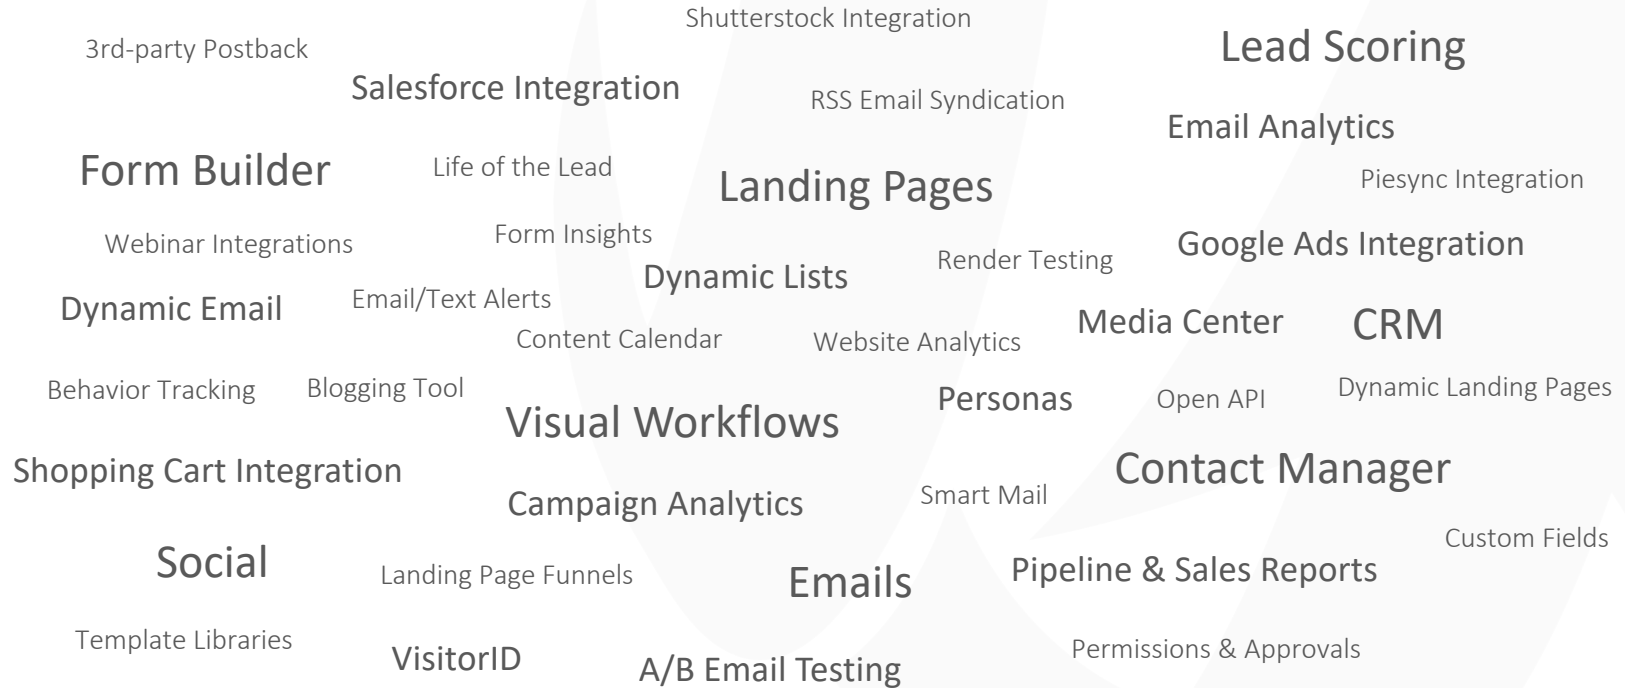 Shutterstock Integration
3rd-party Postback
Lead Scoring
Salesforce Integration
RSS Email Syndication
Email Analytics
Form Builder
Life of the Lead
Landing Pages
Piesync Integration
Webinar Integrations
Form Insights
Google Ads Integration
Dynamic Lists
Render Testing
Dynamic Email
Email/Text Alerts
Media Center
CRM
Content Calendar
Website Analytics
Behavior Tracking
Blogging Tool
Personas
Open API
Dynamic Landing Pages
Visual Workflows
Shopping Cart Integration
Contact Manager
Campaign Analytics
Smart Mail
Custom Fields
Social
Landing Page Funnels
Emails
Pipeline & Sales Reports
Template Libraries
VisitorID
A/B Email Testing
Permissions & Approvals